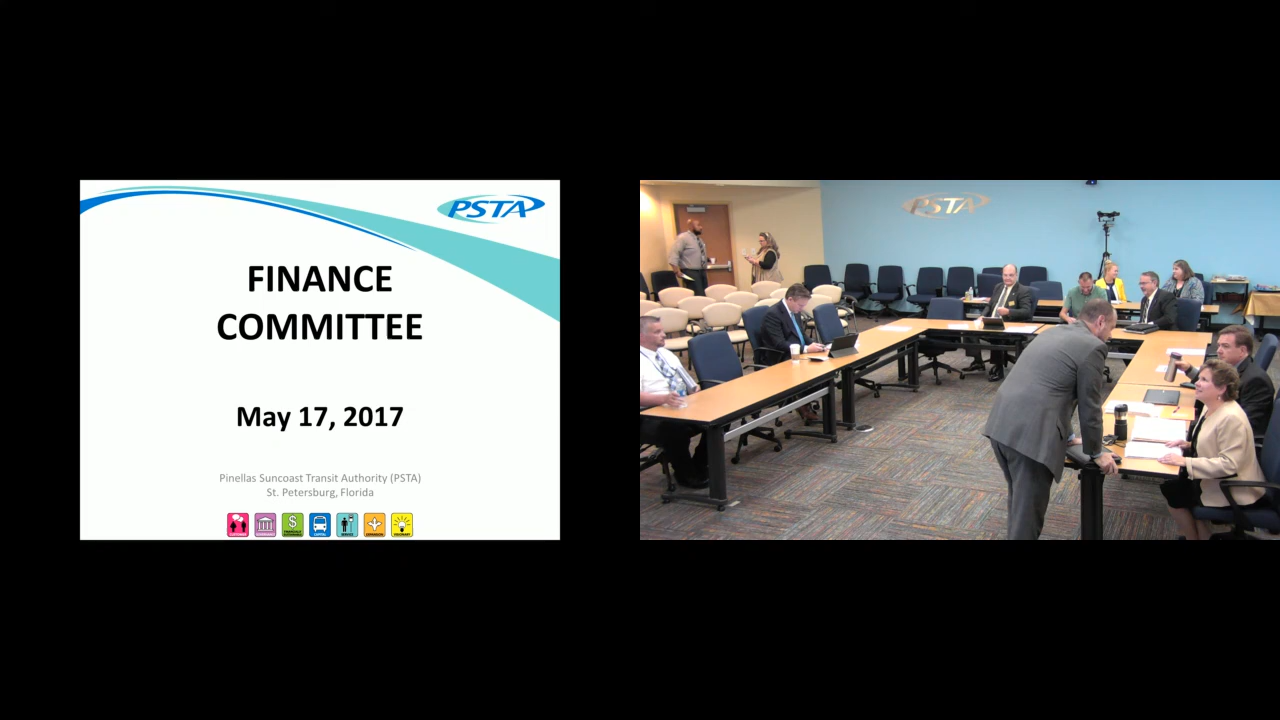 PSTA
FINANCE
COMMITTEE
May 17, 2017
Pinellas Suncoast Transit Authority (PSTA)
St. Petersburg, Florida
PSTA